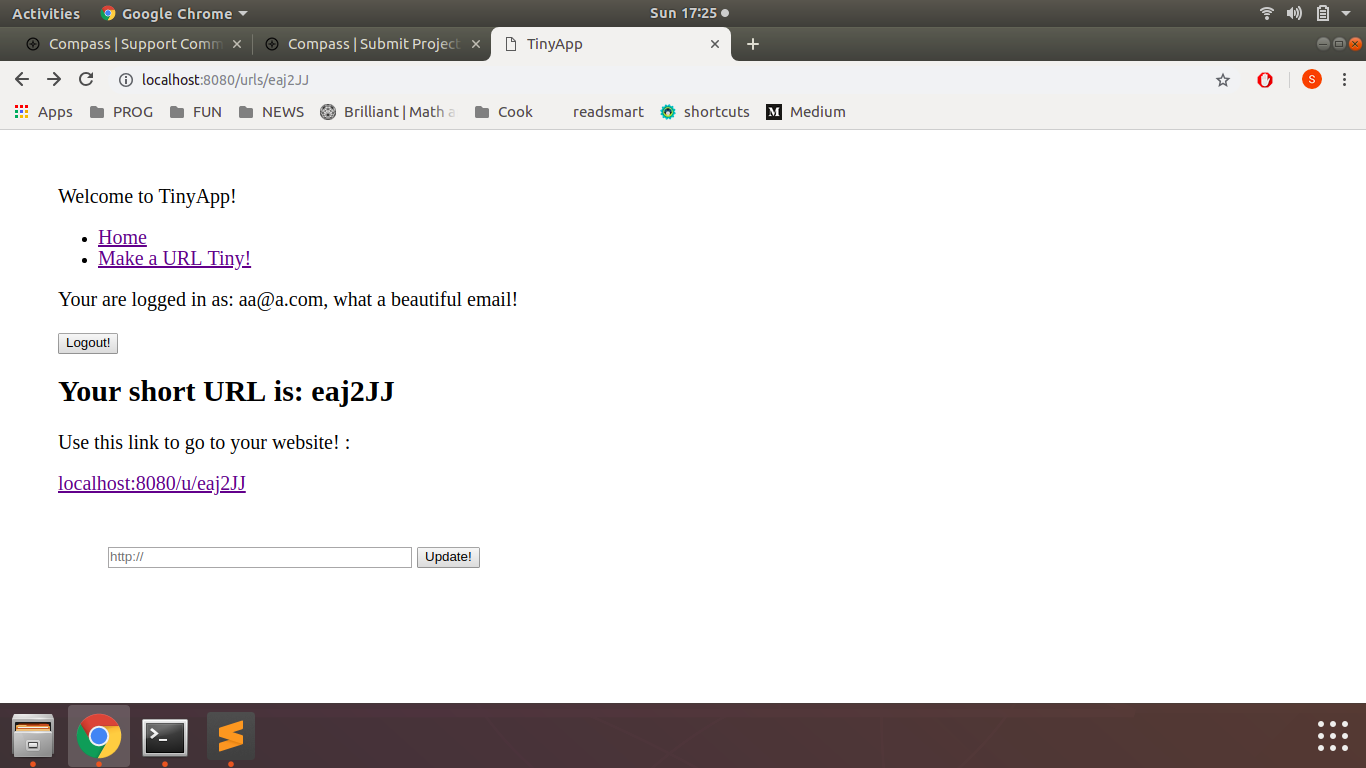 Activities Google Chrome Sun 17:25
Compass | Support Comm Compass | Submit Project TinyApp
localhost:8080/urls/eaj2JJ S
Apps PROG FUN NEWS Brilliant | Math a Cook readsmart shortcuts M Medium
Welcome to TinyApp!
Home
Make a URL Tiny!
Your are logged in as: aa@a.com, what a beautiful email!
Logout!
Your short URL is: eaj2JJ
Use this link to go to your website! :
localhost:8080/u/eaj2JJ
http:// Update!